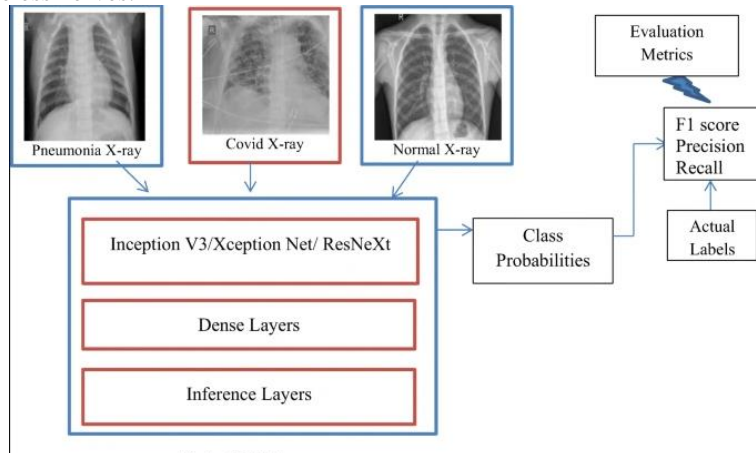 Pneumonia X-ray
Covid X-ray
R
Normal X-ray
Evaluation
Metrics
F1 score
Precision
Recall
Inception V3/Xception Net/ ResNeXt
Class
Probabilities
Actual
Labels
Dense Layers
Inference Layers